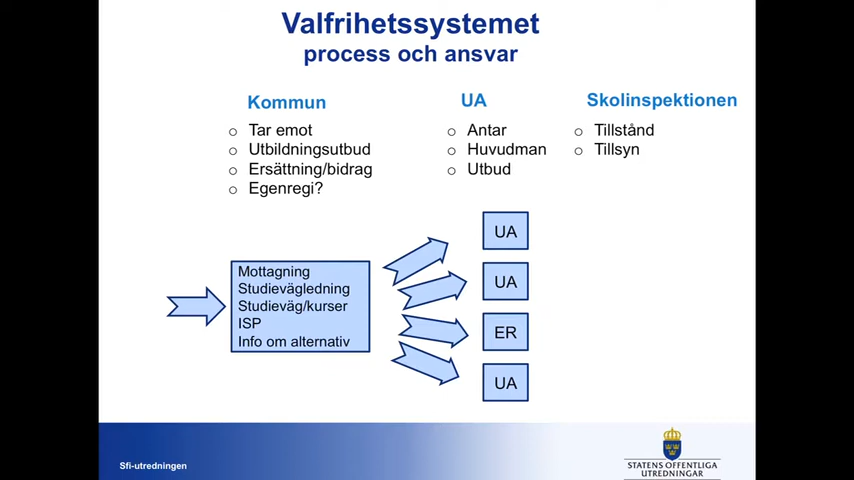 Valfrihetssystemet
process och ansvar
Kommun
o Tar emot
o Utbildningsutbud
o Ersättning/bidrag
o Egenregi?
UA
o Antar
o Huvudman
o Utbud
Skolinspektionen
o Tillstånd
o Tillsyn
Mottagning
Studievägledning
Studieväg/kurser
ISP
Info om alternativ
UA
UA
ER
UA
Sfi-utredningen
STATENS OFFENTLIGA
UTREDNINGAR